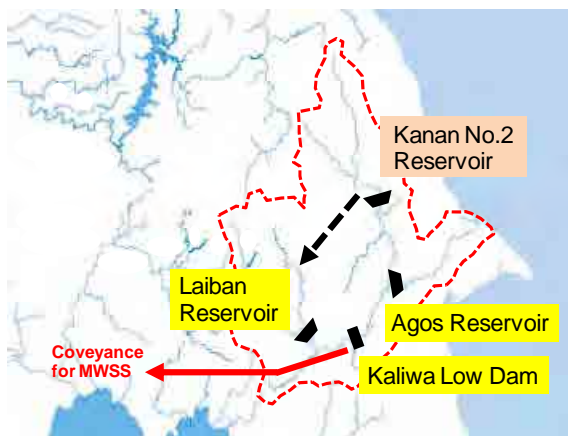 Kanan No.2
Reservoir
Laiban
Reservoir
Agos Reservoir
Coveyance
for MWSS
Kaliwa Low Dam